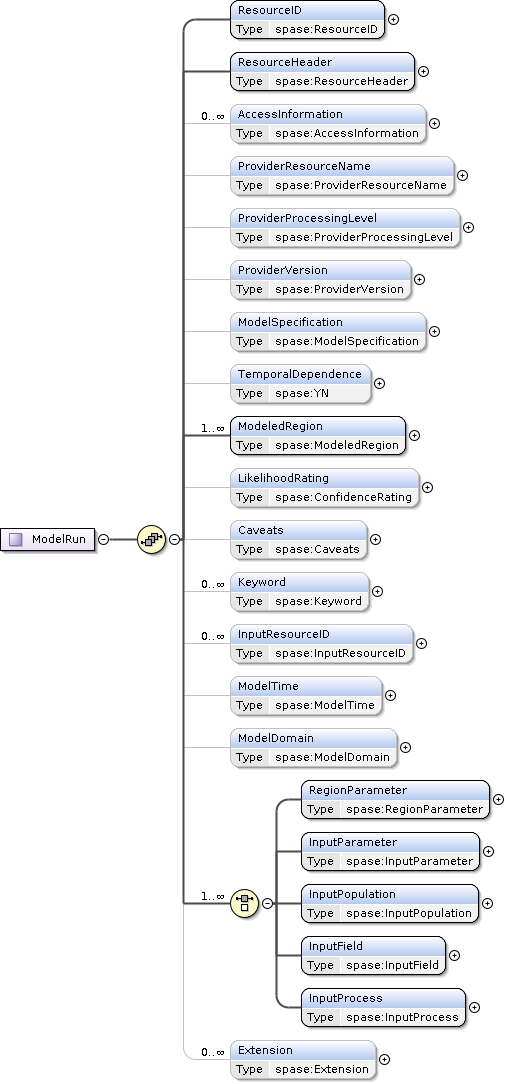 ResourceID
Type spase:ResourceID
ResourceHeader
Type spase:ResourceHeader
0..∞
AccessInformation
Type spase:AccessInformation
ProviderResourceName
Type spase:ProviderResourceName
ProviderProcessingLevel
Type spase:ProviderProcessingLevel
ProviderVersion
Type spase:ProviderVersion
ModelSpecification
Type spase:ModelSpecification
TemporalDependence
Type spase:YN
1..∞
ModeledRegion
Type spase:ModeledRegion
LikelihoodRating
Type spase:ConfidenceRating
ModelRun
Caveats
Type spase:Caveats
0..∞
Keyword
Type spase:Keyword
0..∞
InputResourceID
Type spase:InputResourceID
ModelTime
Type spase:ModelTime
ModelDomain
Type spase:ModelDomain
1..∞
RegionParameter
Type spase:RegionParameter
InputParameter
Type spase:InputParameter
InputPopulation
Type spase:InputPopulation
InputField
Type spase:InputField
InputProcess
Type spase:InputProcess
0..∞
Extension
Type spase:Extension